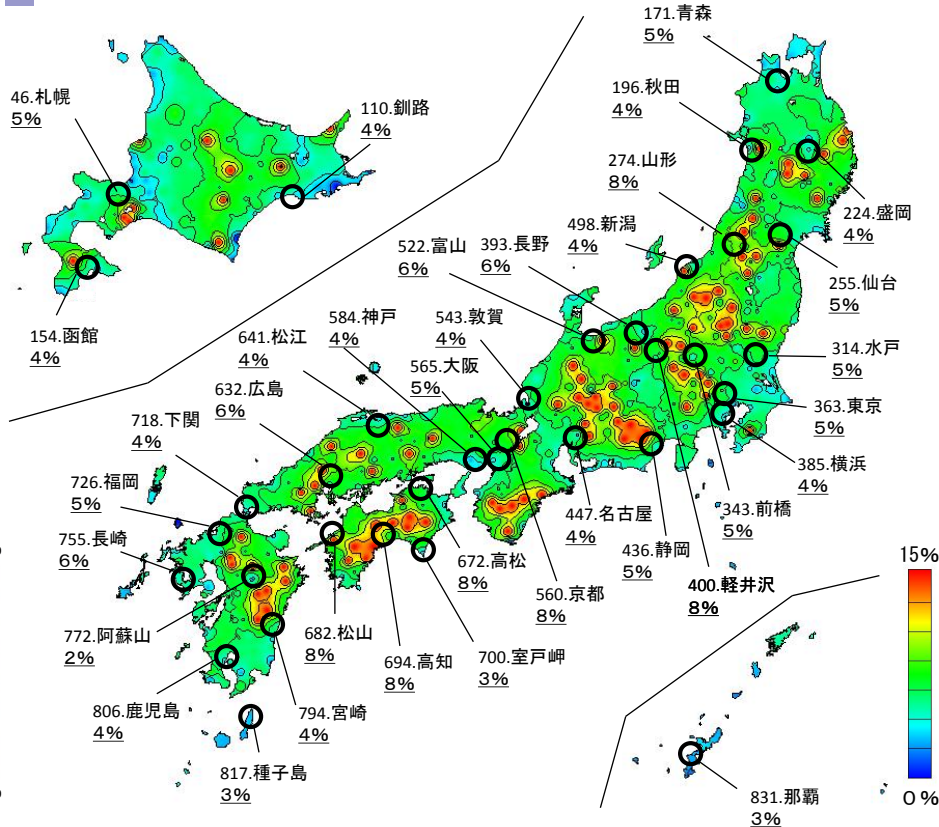 171.青森
5%
196.秋田
4%
46.札幌
5%
110.釧路
4%
274.山形
8%
224.盛岡
4%
498.新潟
4%
522.富山
6%
393.長野
6%
255.仙台
5%
154.函館
4%
584.神戸
4%
543.敦賀
4%
641.松江
4%
565.大阪
5%
314.水戸
5%
632.広島
6%
363.東京
5%
718.下関
4%
385.横浜
4%
726.福岡
5%
447.名古屋
4%
343.前橋
5%
755.長崎
6%
672.高松
8%
436.静岡
5%
15%
400.軽井沢
8%
560.京都
8%
772.阿蘇山
2%
682.松山
8%
694.高知
8%
700.室戸岬
3%
806.鹿児島
4%
794.宮崎
4%
817.種子島
3%
831.那覇
3%
0%